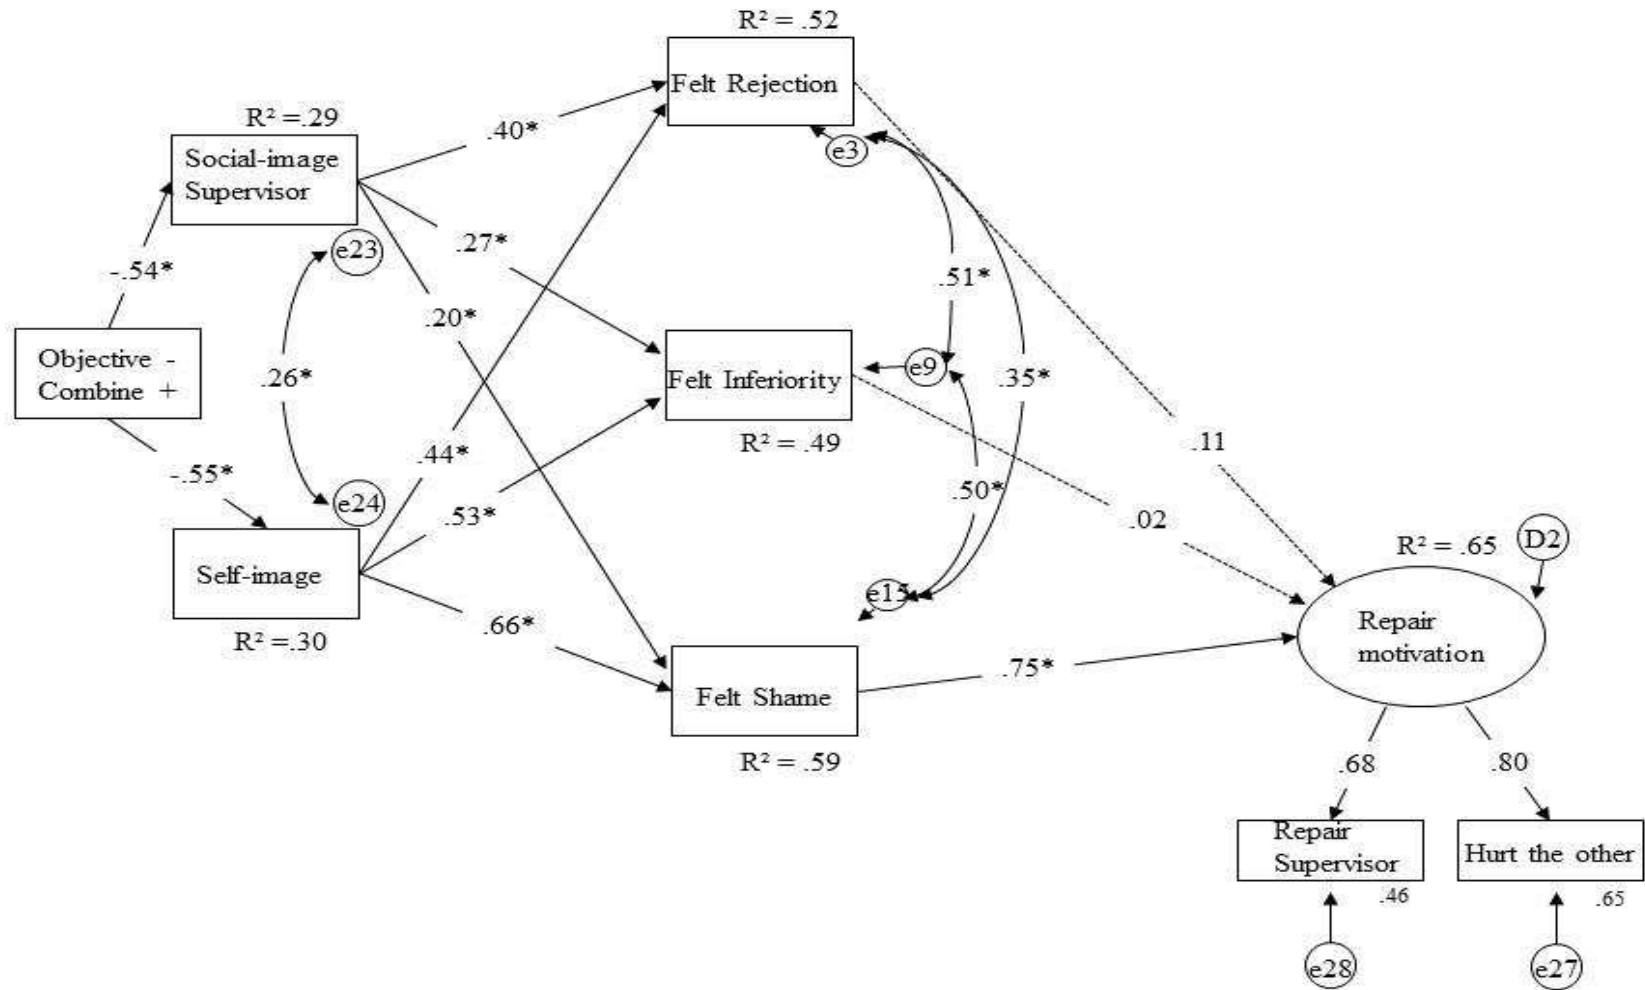 R² = .52
Felt Rejection
R² =.29
.40*
e3
Social-image
Supervisor
.27*
e23
-.54*
.51*
.20*
Objective -
Combine +
.26*
Felt Inferiority
e9
.35*
R² = .49
.44*
.11
-.55*
e24
.50*
.53*
.02
R² = .65
D2
Self-image
e15
R² =.30
.66*
Repair
motivation
.75*
Felt Shame
R² = .59
.68
.80
Repair
Supervisor
Hurt the other
.46
.65
e28
e27